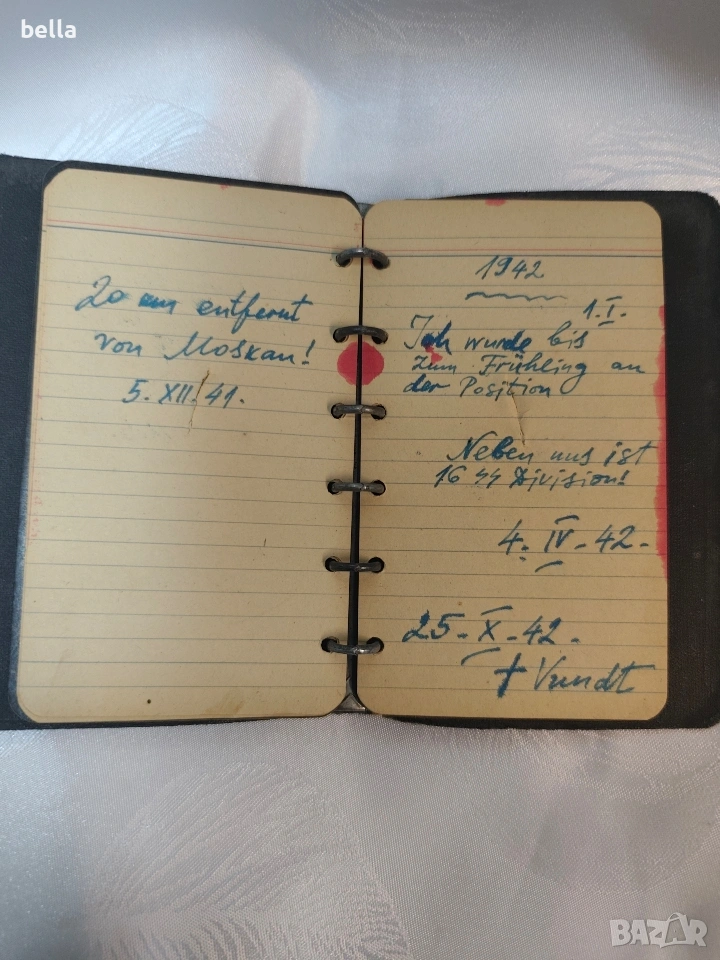 bella
20 km entfernt
von Moskau!
5. XII. 41.
1942
1. I.
Ich wurde bis
zum Frühling an
der Position
Neben uns ist
16 SS Division!
4. IV - 42 -
25 - X - 42 -
† Vundt
BAZAR